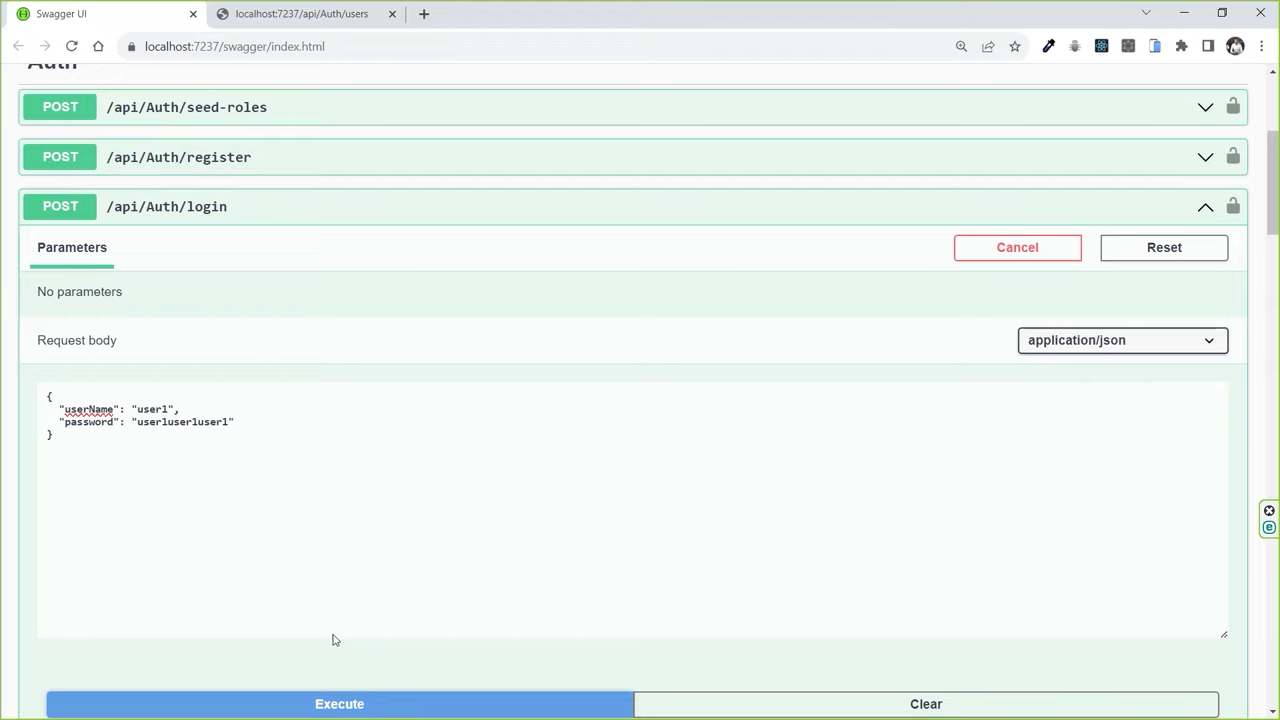 Swagger UI
localhost:7237/api/Auth/users
localhost:7237/swagger/index.html
Auth
POST /api/Auth/seed-roles
POST /api/Auth/register
POST /api/Auth/login
Parameters
Cancel
Reset
No parameters
Request body
application/json
{
"userName": "user1",
"password": "user1user1user1"
}
Execute
Clear